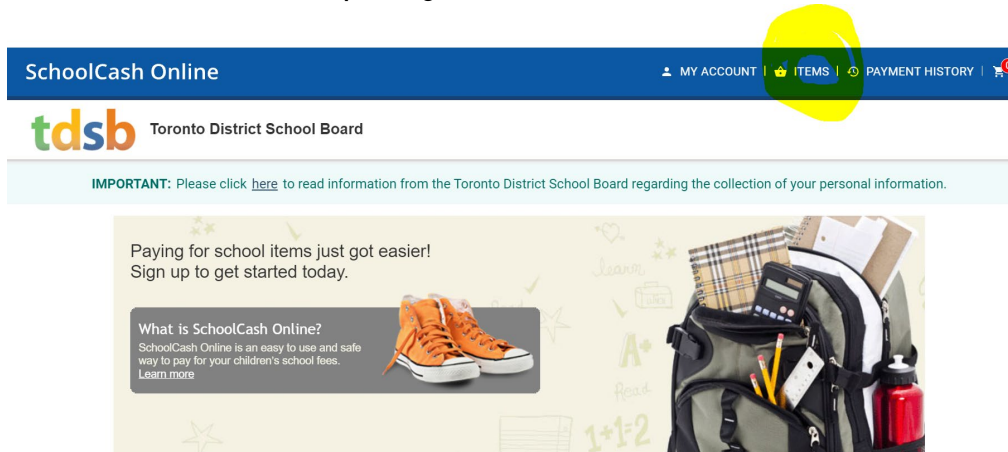 SchoolCash Online
MY ACCOUNT | ITEMS | PAYMENT HISTORY |
tdsb Toronto District School Board
IMPORTANT: Please click here to read information from the Toronto District School Board regarding the collection of your personal information.
Paying for school items just got easier!
Sign up to get started today.
What is SchoolCash Online?
SchoolCash Online is an easy to use and safe
way to pay for your children's school fees.
Learn more
learn
A+
Read
1+1=2